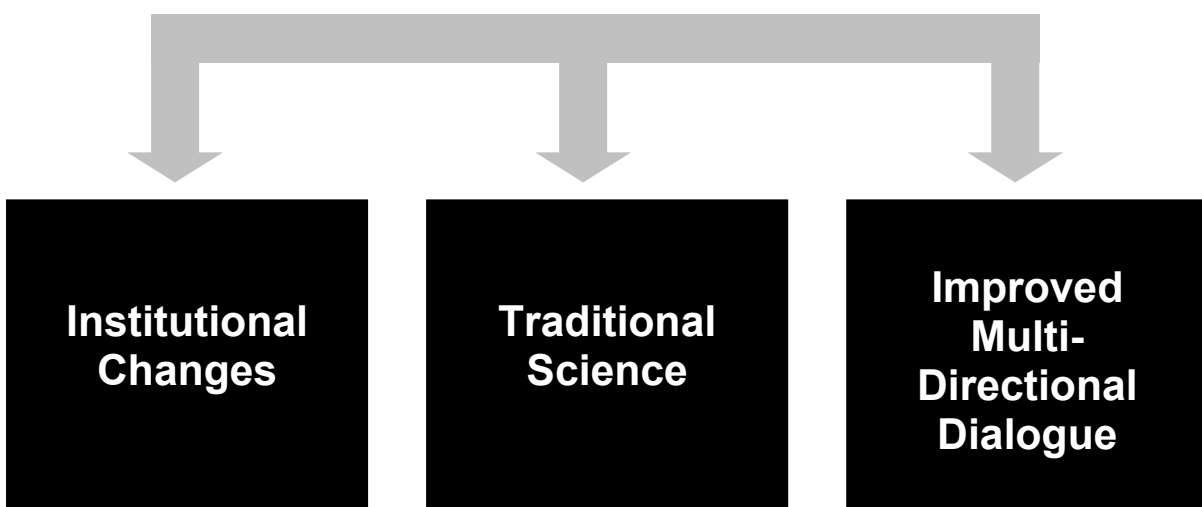 Institutional
Changes
Traditional
Science
Improved
Multi-
Directional
Dialogue